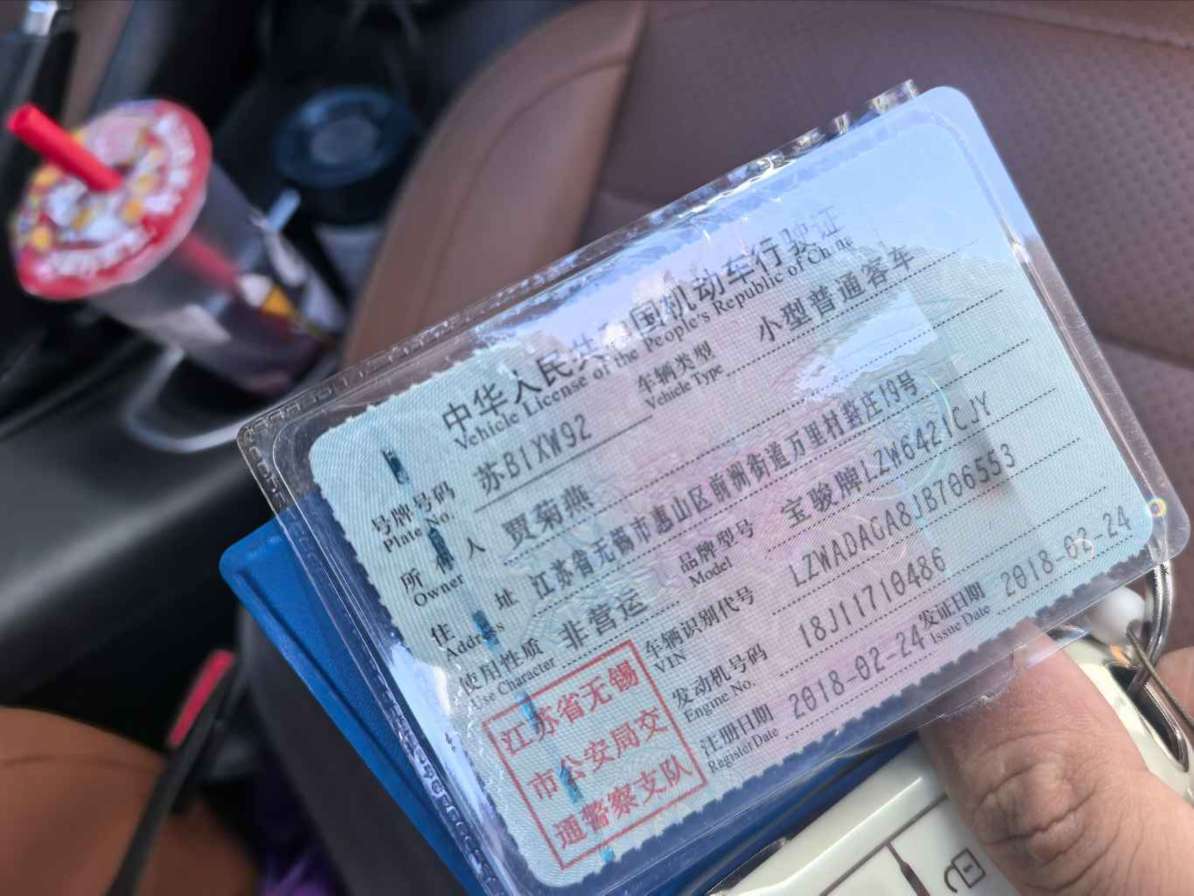 中华人民共和国机动车行驶证
Vehicle License of the People's Republic of China
号牌号码 苏B1XW92 车辆类型 小型普通客车
Plate No. Vehicle Type
所有人 贾菊燕
Owner
住址 江苏省无锡市惠山区前洲街道万里村蔡庄19号
Address
使用性质 非营运 品牌型号 宝骏牌LZW6421CJY
Use Character Model
车辆识别代号 LZWADAGA8JB706553
VIN
发动机号码 18J11710486
Engine No.
注册日期 2018-02-24 发证日期 2018-02-24
Register Date Issue Date
江苏省无锡
市公安局交
通警察支队